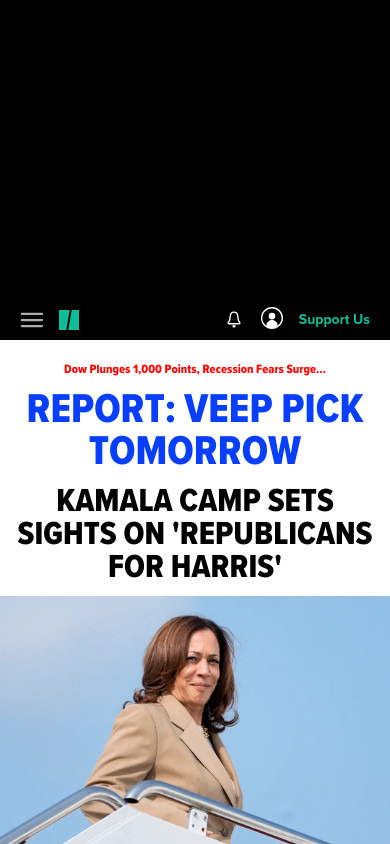 Support Us
Dow Plunges 1,000 Points, Recession Fears Surge...
REPORT: VEEP PICK
TOMORROW
KAMALA CAMP SETS
SIGHTS ON 'REPUBLICANS
FOR HARRIS'